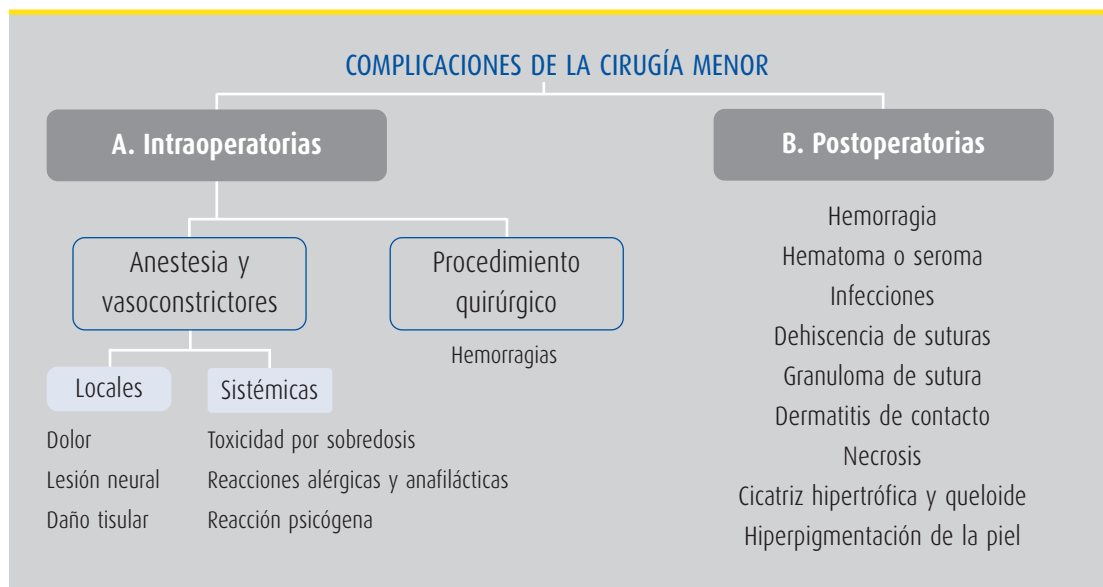 COMPLICACIONES DE LA CIRUGÍA MENOR
A. Intraoperatorias
Anestesia y
vasoconstrictores
Locales
Dolor
Lesión neural
Daño tisular
Sistémicas
Toxicidad por sobredosis
Reacciones alérgicas y anafilácticas
Reacción psicógena
Procedimiento
quirúrgico
Hemorragias
B. Postoperatorias
Hemorragia
Hematoma o seroma
Infecciones
Dehiscencia de suturas
Granuloma de sutura
Dermatitis de contacto
Necrosis
Cicatriz hipertrófica y queloide
Hiperpigmentación de la piel